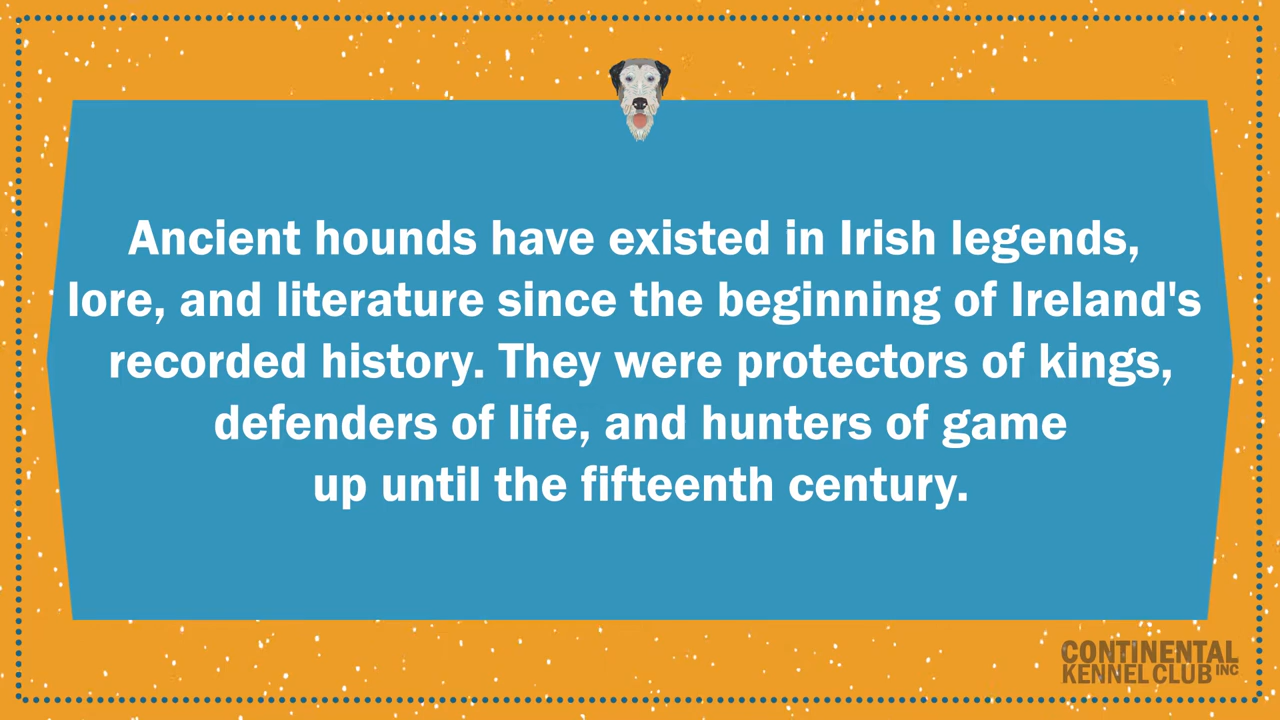 Ancient hounds have existed in Irish legends,
lore, and literature since the beginning of Ireland's
recorded history. They were protectors of kings,
defenders of life, and hunters of game
up until the fifteenth century.
CONTINENTAL
KENNEL CLUB INC